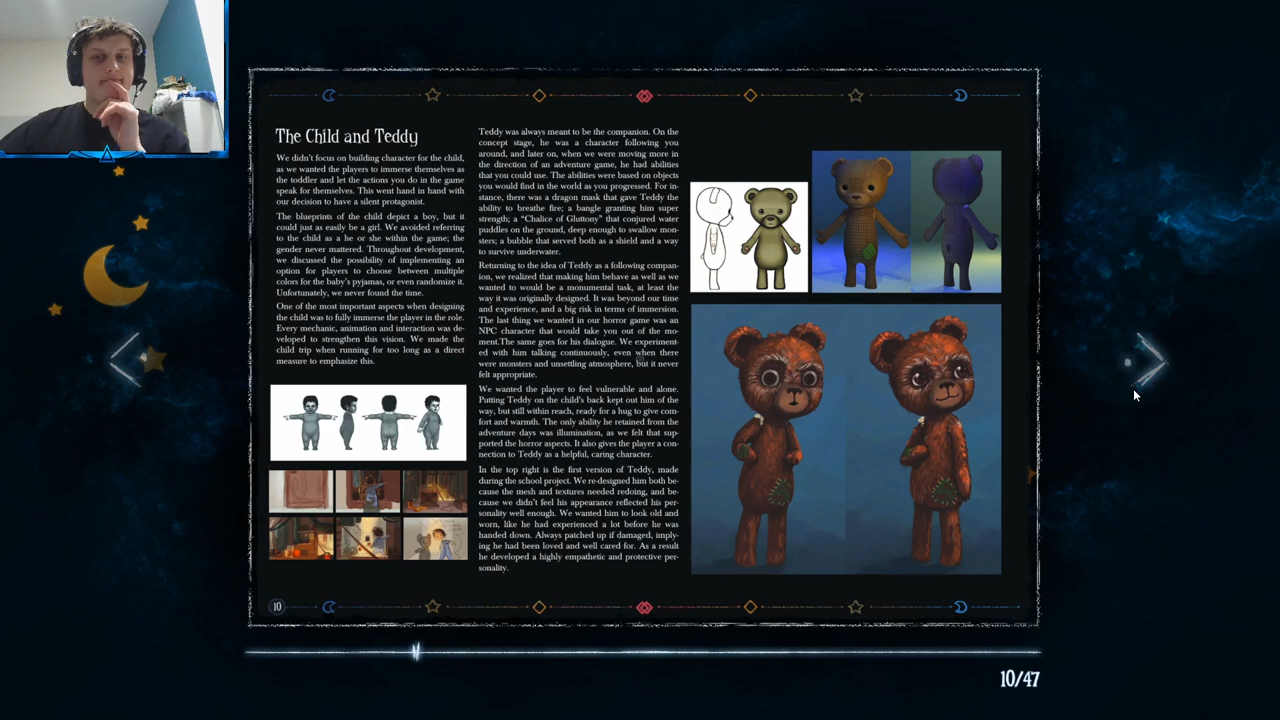 The Child and Teddy
We didn't focus on building character for the child,
as we wanted the players to immerse themselves as
the toddler and let the actions you do in the game
speak for themselves. This went hand in hand with
our decision to have a silent protagonist.
The blueprints of the child depict a boy, but it
could just as easily be a girl. We avoided referring
to the child as a he or she within the game; the
gender never mattered. Throughout development,
we discussed the possibility of implementing an
option for players to choose between multiple
colors for the baby's pyjamas, or even randomize it.
Unfortunately, we never found the time.
One of the most important aspects when designing
the child was to fully immerse the player in the role.
Every mechanic, animation and interaction was de-
veloped to strengthen this vision. We made the
child trip when running for too long as a direct
measure to emphasize this.
Teddy was always meant to be the companion. On the
concept stage, he was a character following you
around, and later on, when we were moving more in
the direction of an adventure game, he had abilities
that you could use. The abilities were based on objects
you would find in the world as you progressed. For in-
stance, there was a dragon mask that gave Teddy the
ability to breathe fire; a bangle granting him super
strength; a "Chalice of Gluttony" that conjured water
puddles on the ground, deep enough to swallow mon-
sters; a bubble that served both as a shield and a way
to survive underwater.
Returning to the idea of Teddy as a following compan-
ion, we realized that making him behave as well as we
wanted to would be a monumental task, at least the
way it was originally designed. It was beyond our time
and experience, and a big risk in terms of immersion.
The last thing we wanted in our horror game was an
NPC character that would take you out of the mo-
ment.The same goes for his dialogue. We experiment-
ed with him talking continuously, even when there
were monsters and unsettling atmosphere, but it never
felt appropriate.
We wanted the player to feel vulnerable and alone.
Putting Teddy on the child's back kept out him of the
way, but still within reach, ready for a hug to give com-
fort and warmth. The only ability he retained from the
adventure days was illumination, as we felt that sup-
ported the horror aspects. It also gives the player a con-
nection to Teddy as a helpful, caring character.
In the top right is the first version of Teddy, made
during the school project. We re-designed him both be-
cause the mesh and textures needed redoing, and be-
cause we didn't feel his appearance reflected his per-
sonality well enough. We wanted him to look old and
worn, like he had experienced a lot before he was
handed down. Always patched up if damaged, imply-
ing he had been loved and well cared for. As a result
he developed a highly empathetic and protective per-
sonality.
10
10/47